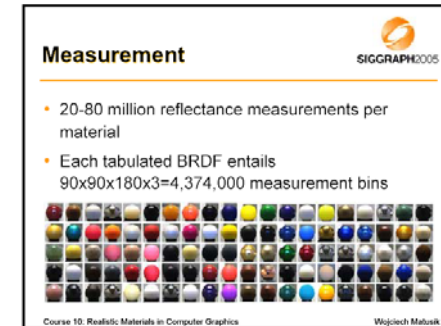 Measurement
SIGGRAPH2005
• 20-80 million reflectance measurements per
material
• Each tabulated BRDF entails
90x90x180x3=4,374,000 measurement bins
Course 10: Realistic Materials in Computer Graphics
Wojciech Matusik